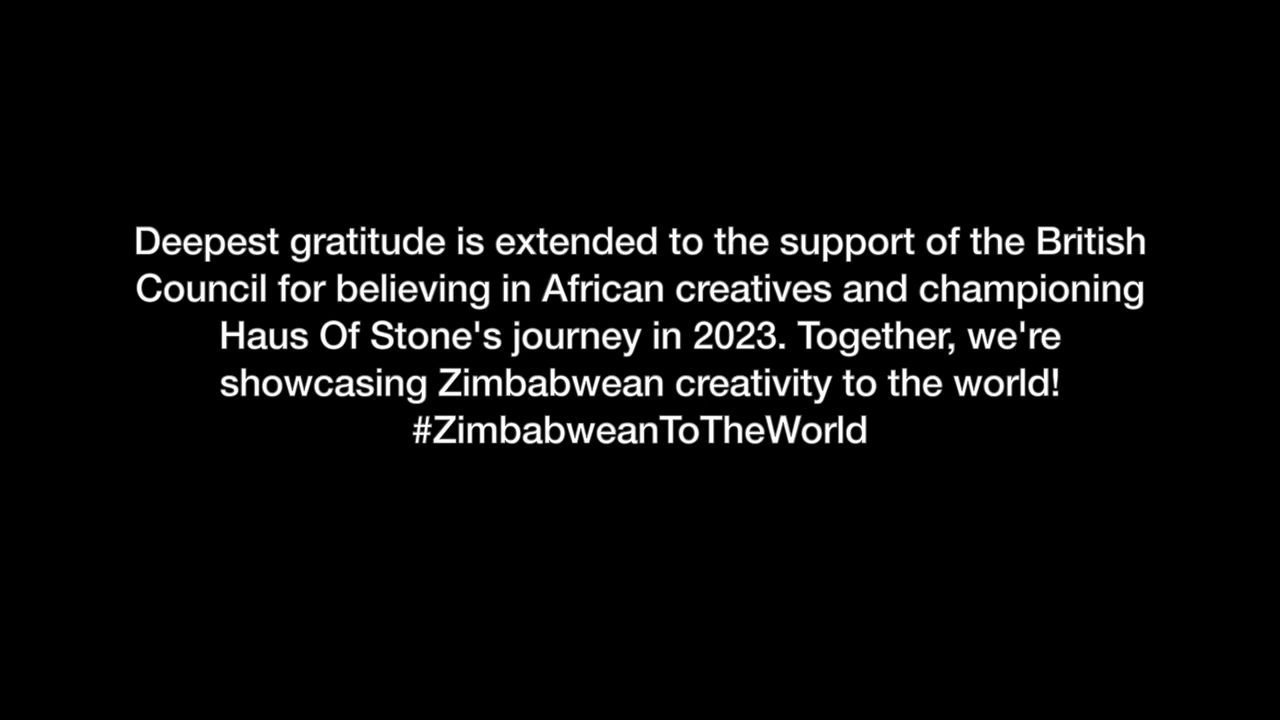 Deepest gratitude is extended to the support of the British
Council for believing in African creatives and championing
Haus Of Stone's journey in 2023. Together, we're
showcasing Zimbabwean creativity to the world!
#ZimbabweanToTheWorld